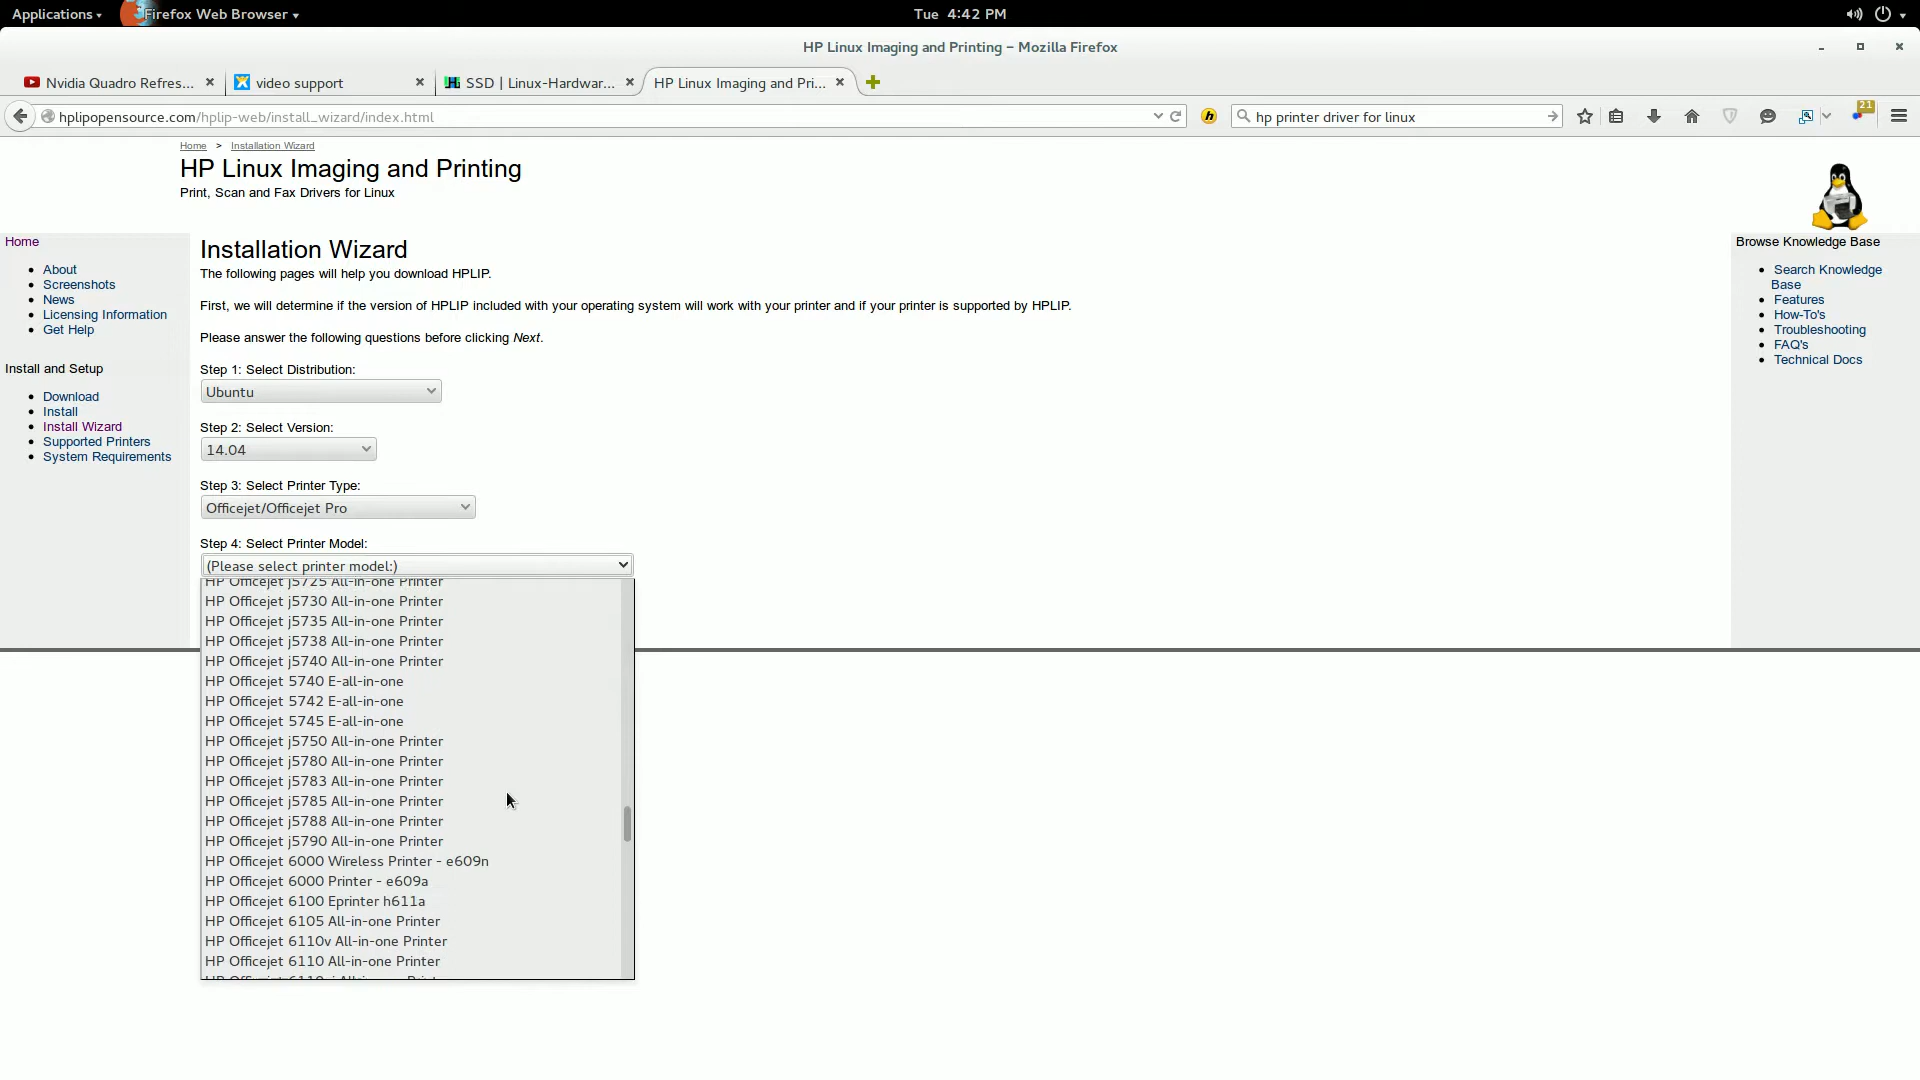 Applications Firefox Web Browser Tue 4:42 PM
HP Linux Imaging and Printing – Mozilla Firefox
Nvidia Quadro Refres... video support SSD | Linux-Hardwar... HP Linux Imaging and Pri...
hplipopensource.com/hplip-web/install_wizard/index.html hp printer driver for linux 21
Home > Installation Wizard
HP Linux Imaging and Printing
Print, Scan and Fax Drivers for Linux
Home
About
Screenshots
News
Licensing Information
Get Help
Install and Setup
Download
Install
Install Wizard
Supported Printers
System Requirements
Installation Wizard
The following pages will help you download HPLIP.
First, we will determine if the version of HPLIP included with your operating system will work with your printer and if your printer is supported by HPLIP.
Please answer the following questions before clicking Next.
Step 1: Select Distribution:
Ubuntu
Step 2: Select Version:
14.04
Step 3: Select Printer Type:
Officejet/Officejet Pro
Step 4: Select Printer Model:
(Please select printer model:)
HP Officejet j5725 All-in-one Printer
HP Officejet j5730 All-in-one Printer
HP Officejet j5735 All-in-one Printer
HP Officejet j5738 All-in-one Printer
HP Officejet j5740 All-in-one Printer
HP Officejet 5740 E-all-in-one
HP Officejet 5742 E-all-in-one
HP Officejet 5745 E-all-in-one
HP Officejet j5750 All-in-one Printer
HP Officejet j5780 All-in-one Printer
HP Officejet j5783 All-in-one Printer
HP Officejet j5785 All-in-one Printer
HP Officejet j5788 All-in-one Printer
HP Officejet j5790 All-in-one Printer
HP Officejet 6000 Wireless Printer - e609n
HP Officejet 6000 Printer - e609a
HP Officejet 6100 Eprinter h611a
HP Officejet 6105 All-in-one Printer
HP Officejet 6110v All-in-one Printer
HP Officejet 6110 All-in-one Printer
Browse Knowledge Base
Search Knowledge
Base
Features
How-To's
Troubleshooting
FAQ's
Technical Docs